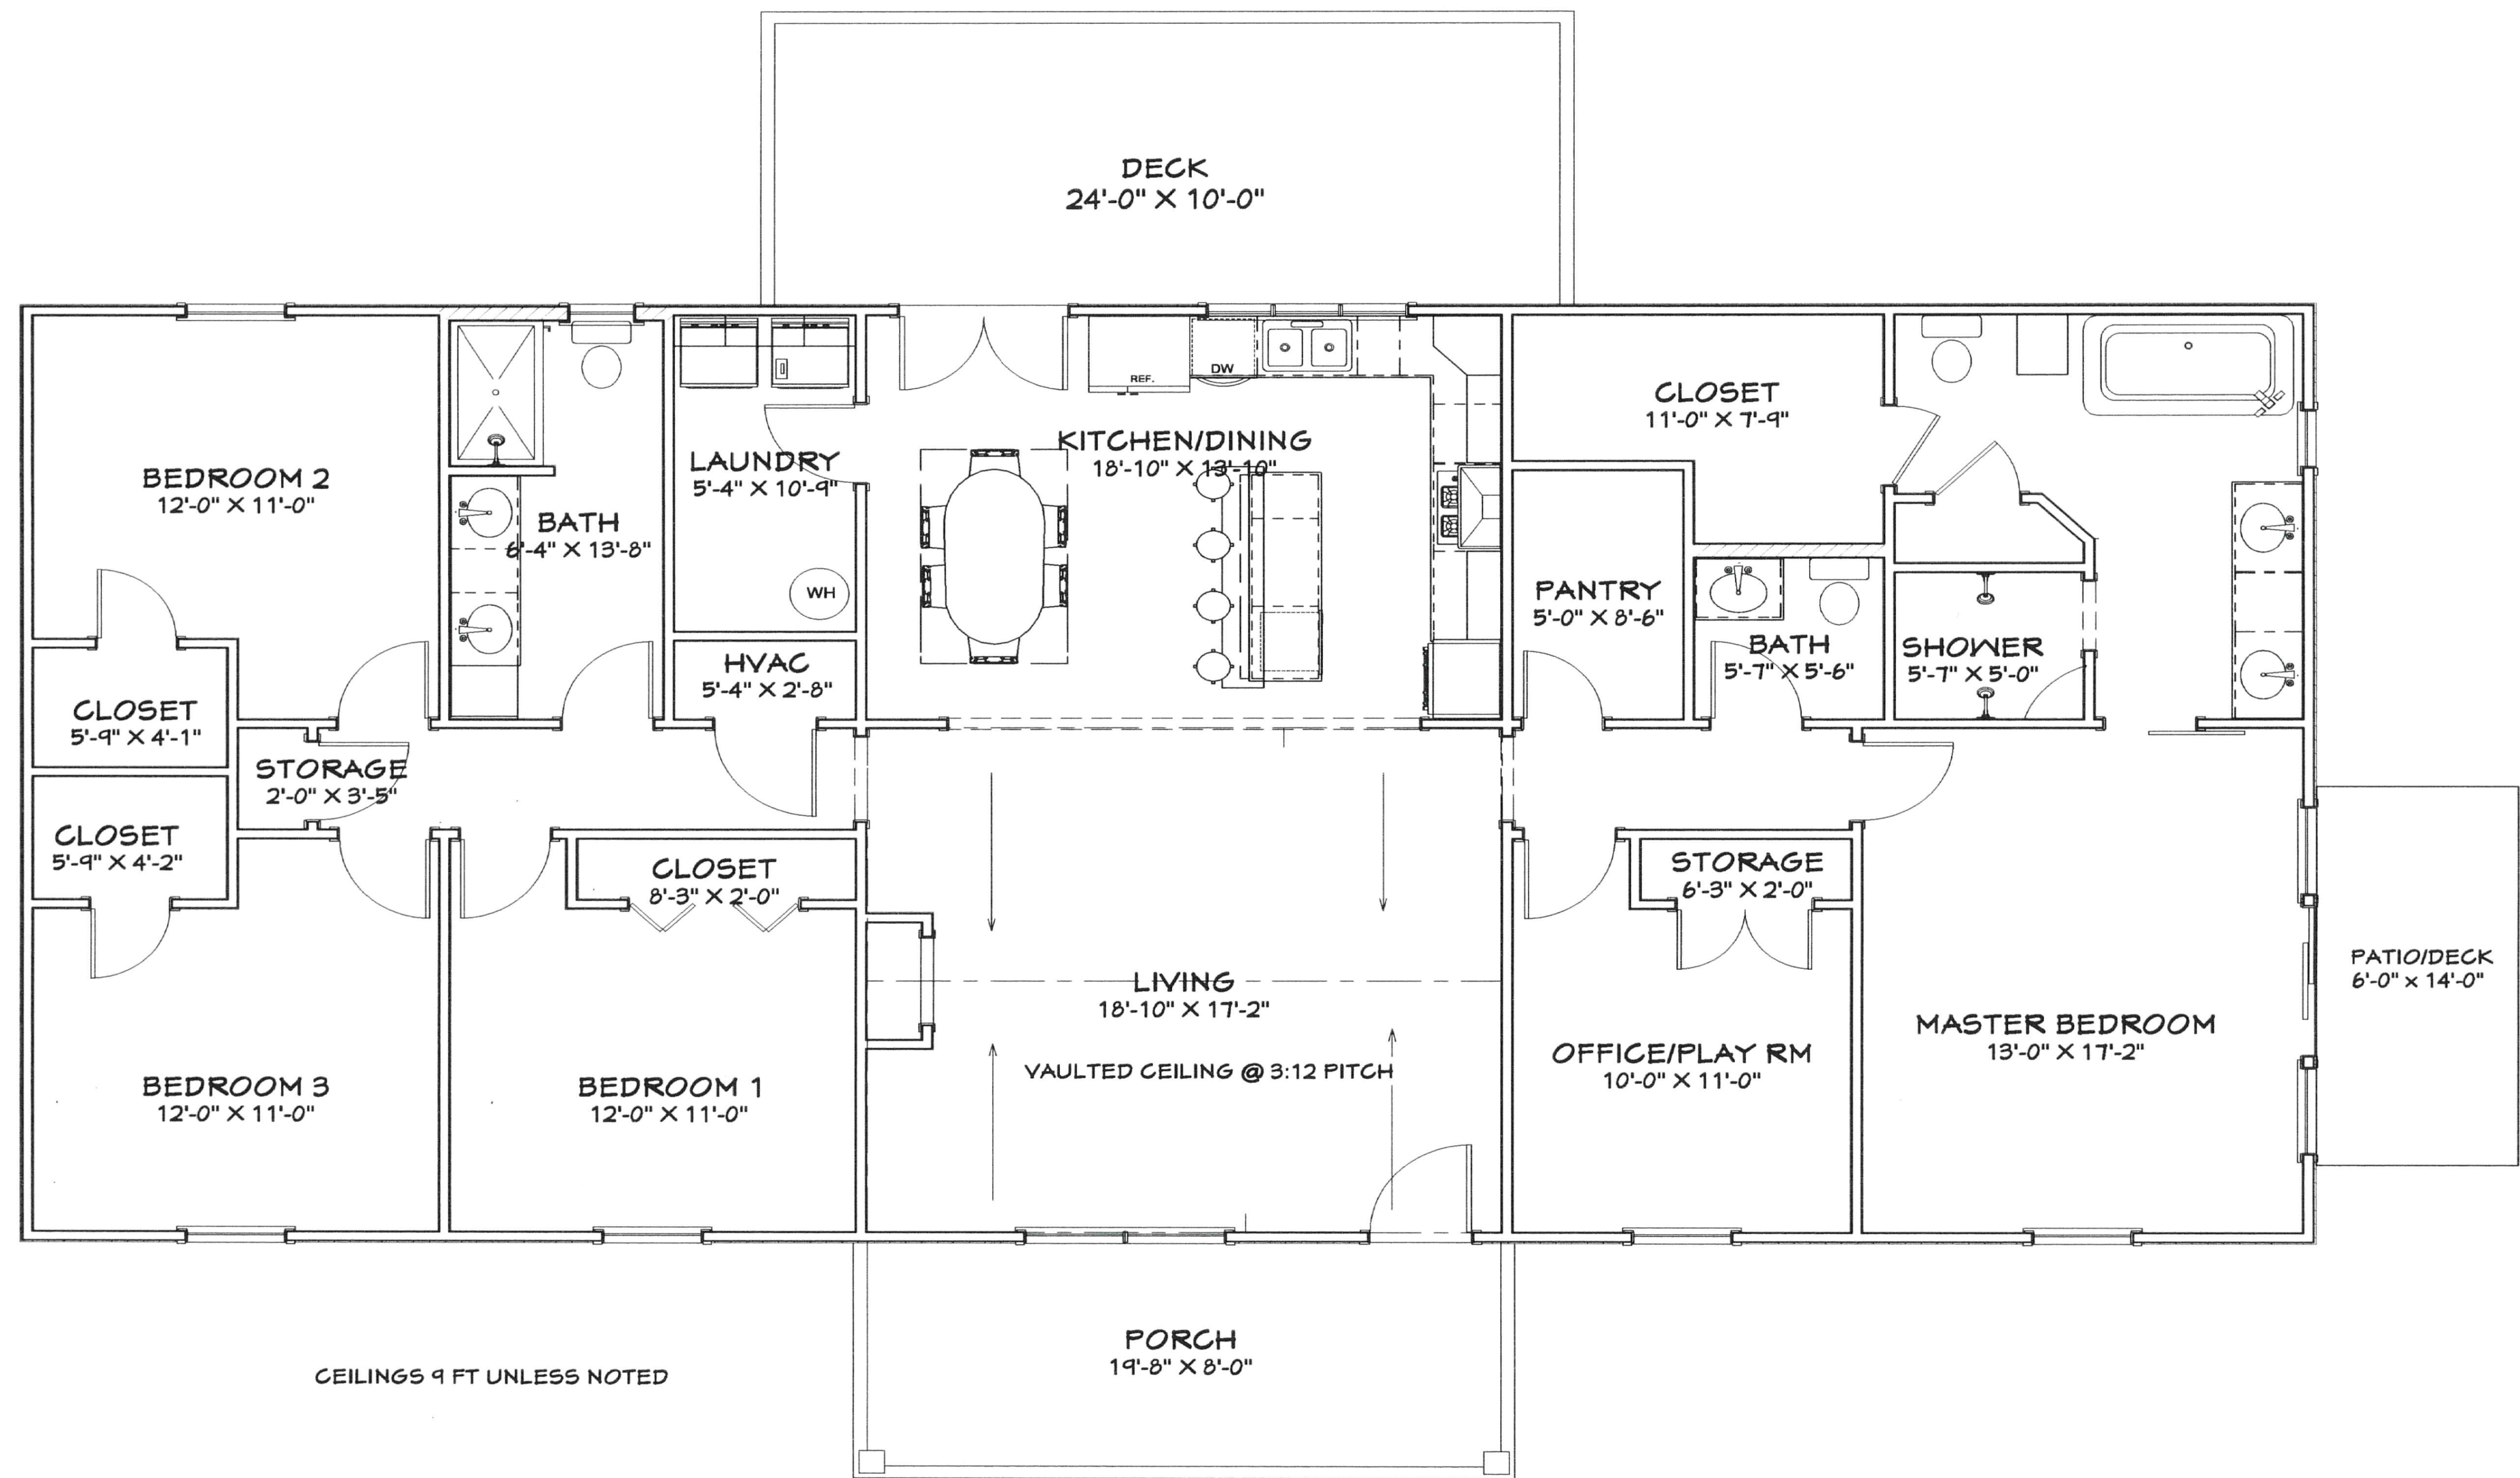 DECK
24'-0" X 10'-0"
BEDROOM 2
12'-0" X 11'-0"
BATH
6'-4" X 13'-8"
LAUNDRY
5'-4" X 10'-9"
WH
HVAC
5'-4" X 2'-8"
REF.
DW
KITCHEN/DINING
18'-10" X 13'-10"
CLOSET
11'-0" X 7'-9"
PANTRY
5'-0" X 8'-6"
BATH
5'-7" X 5'-6"
SHOWER
5'-7" X 5'-0"
CLOSET
5'-9" X 4'-1"
STORAGE
2'-0" X 3'-5"
CLOSET
5'-9" X 4'-2"
CLOSET
8'-3" X 2'-0"
STORAGE
6'-3" X 2'-0"
LIVING
18'-10" X 17'-2"
VAULTED CEILING @ 3:12 PITCH
PATIO/DECK
6'-0" x 14'-0"
MASTER BEDROOM
13'-0" X 17'-2"
OFFICE/PLAY RM
10'-0" X 11'-0"
BEDROOM 3
12'-0" X 11'-0"
BEDROOM 1
12'-0" X 11'-0"
PORCH
19'-8" X 8'-0"
CEILINGS 9 FT UNLESS NOTED